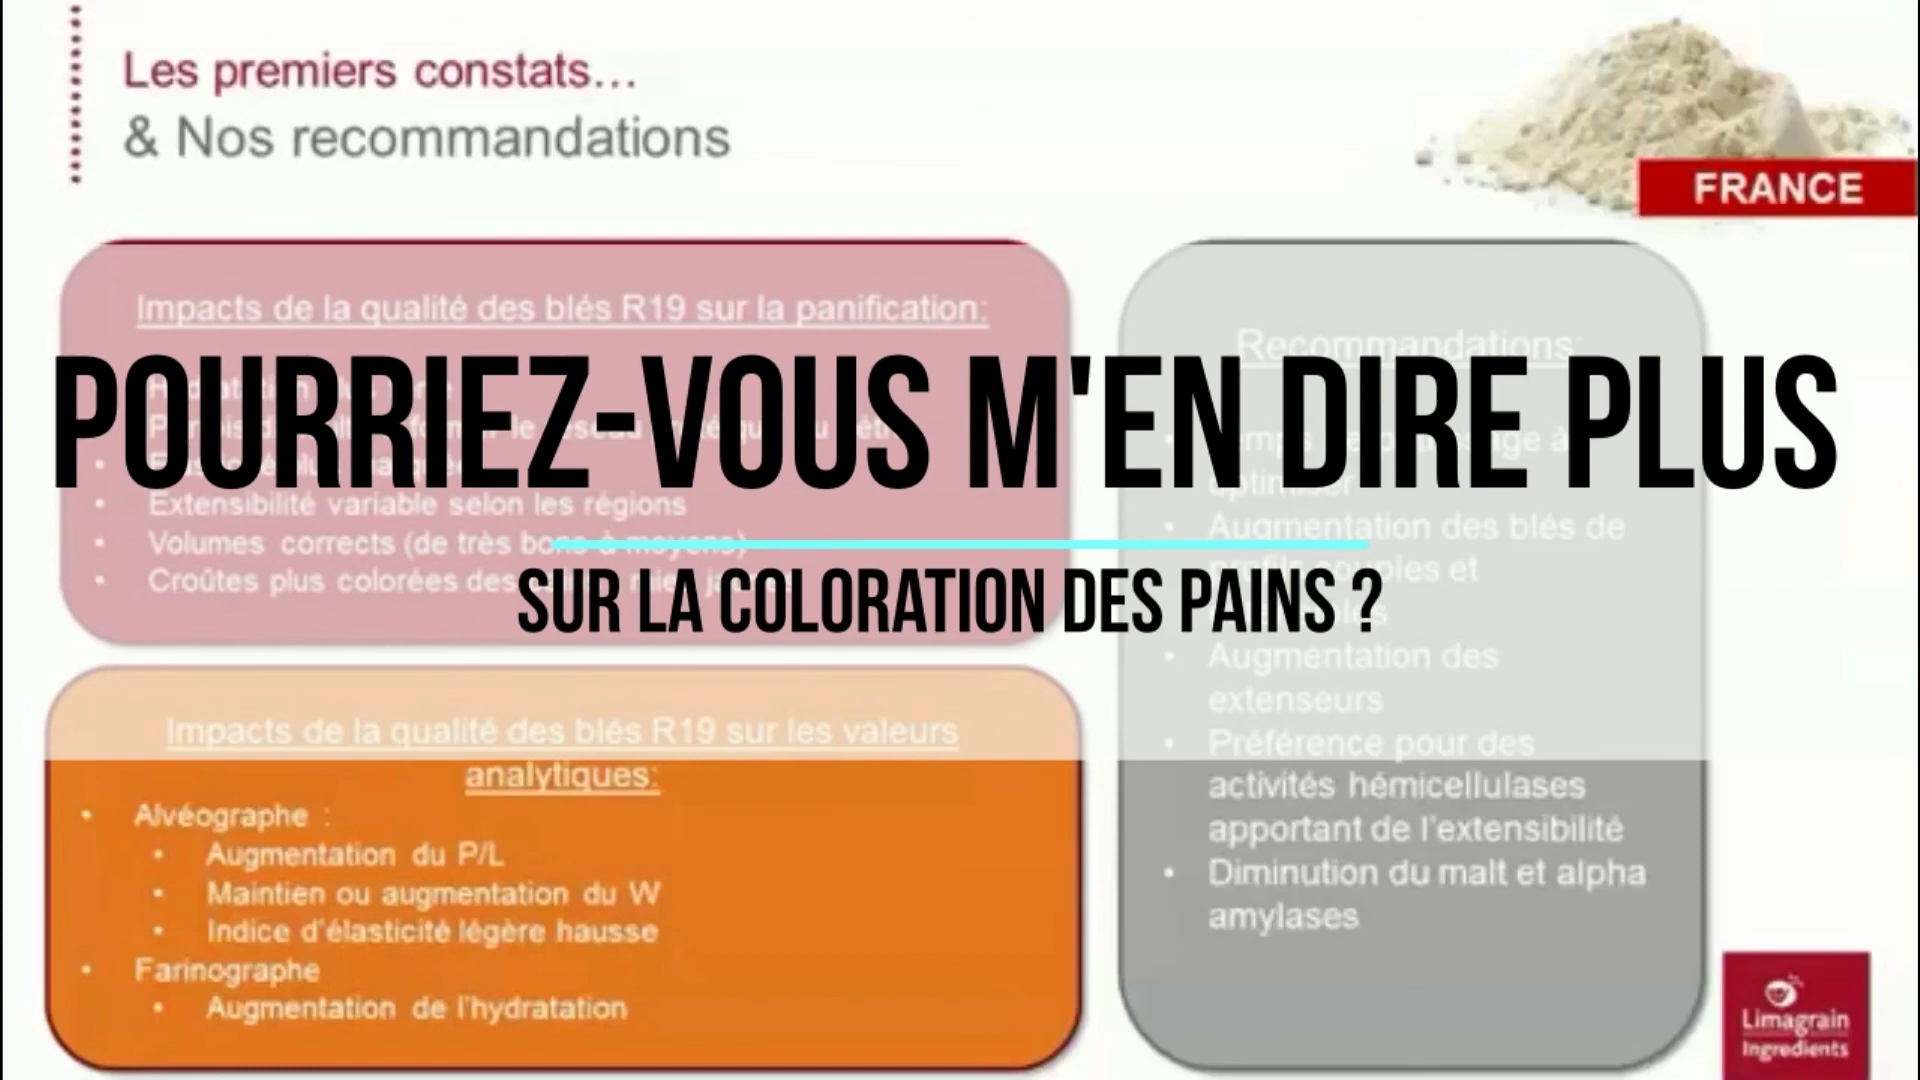 Les premiers constats...
& Nos recommandations
FRANCE
Impacts de la qualité des blés R19 sur la panification:
Recommandations:
POURRIEZ-VOUS M'EN DIRE PLUS
Extensibilité variable selon les régions
Volumes corrects (de très bons à moyens)
Croûtes plus colorées des
SUR LA COLORATION DES PAINS ?
optimiser
Augmentation des blés de
et
Augmentation des
extenseurs
Préférence pour des
activités hémicellulases
apportant de l'extensibilité
Diminution du malt et alpha
amylases
Impacts de la qualité des blés R19 sur les valeurs
analytiques:
Alvéographe :
Augmentation du P/L
Maintien ou augmentation du W
Indice d'élasticité légère hausse
Farinographe
Augmentation de l'hydratation
Limagrain
Ingredients